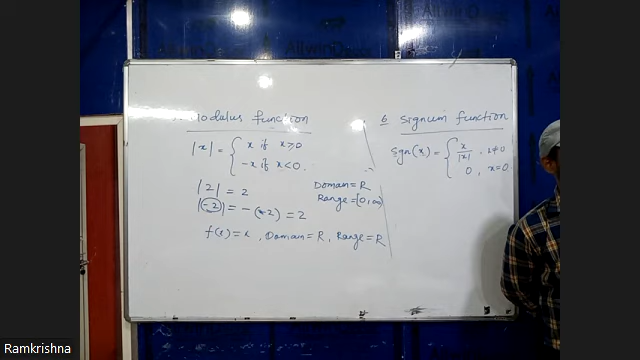 Modulus function
|x| = { x if x ≥ 0
-x if x < 0.
|2| = 2
|-2| = -(-2) = 2
Domain = R
Range = [0, ∞)
f(x) = x, Domain = R, Range = R
6 Signum function
Sgn(x) = { x/|x|, x ≠ 0
0, x = 0.
Ramkrishna